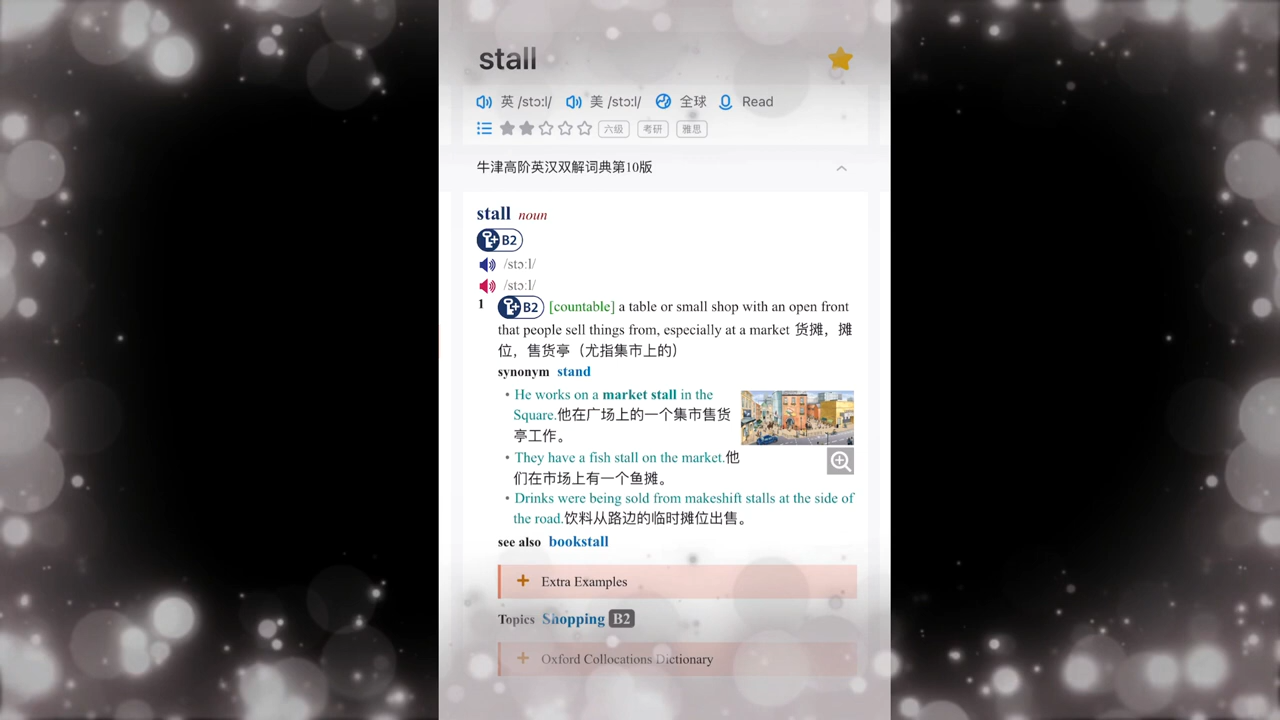 stall
英 /stɔ:l/ 美 /stɔ:l/ 全球 Read
六级 考研 雅思
牛津高阶英汉双解词典第10版
stall noun
B2
/stɔːl/
/stɔːl/
1 B2 [countable] a table or small shop with an open front
that people sell things from, especially at a market 货摊，摊
位，售货亭（尤指集市上的）
synonym stand
• He works on a market stall in the
Square.他在广场上的一个集市售货
亭工作。
• They have a fish stall on the market.他
们在市场上有一个鱼摊。
• Drinks were being sold from makeshift stalls at the side of
the road.饮料从路边的临时摊位出售。
see also bookstall
+ Extra Examples
Topics Shopping B2
+ Oxford Collocations Dictionary